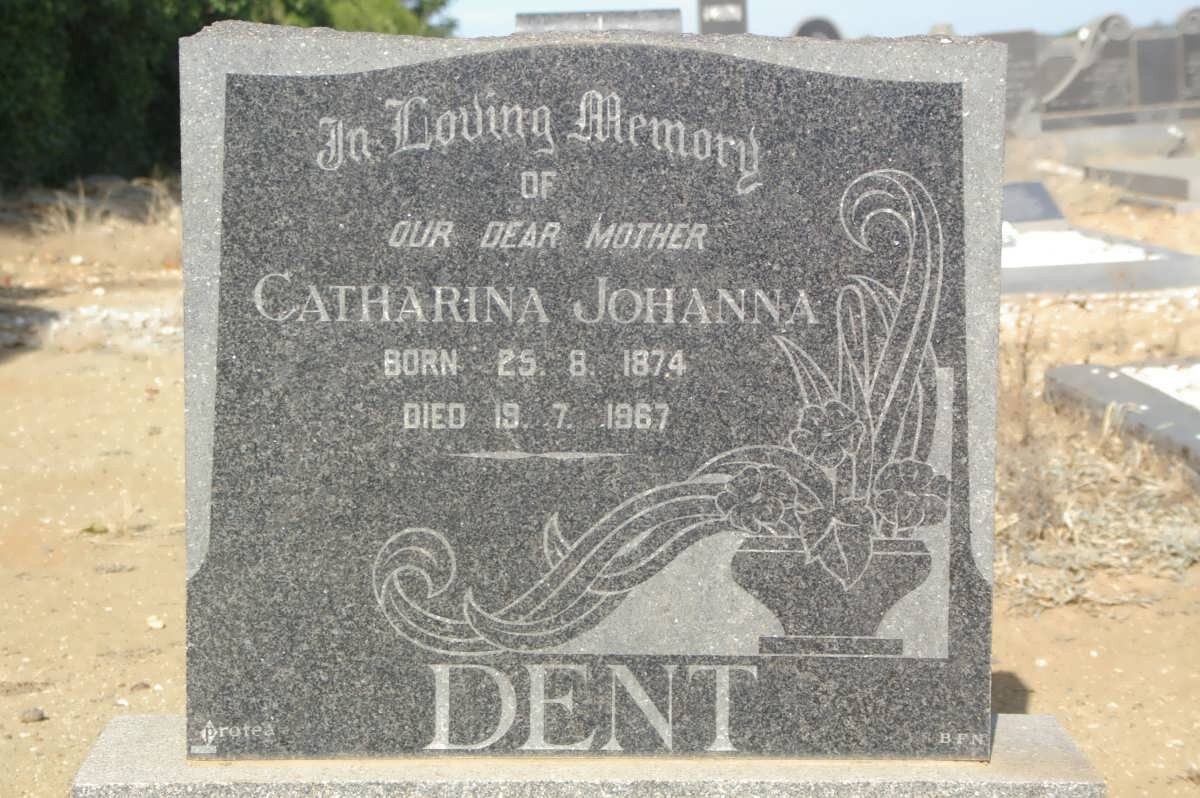 In Loving Memory
OF
OUR DEAR MOTHER
CATHARINA JOHANNA
BORN 25. 8. 1874
DIED 19. 7. 1967
DENT
Protea
B F N